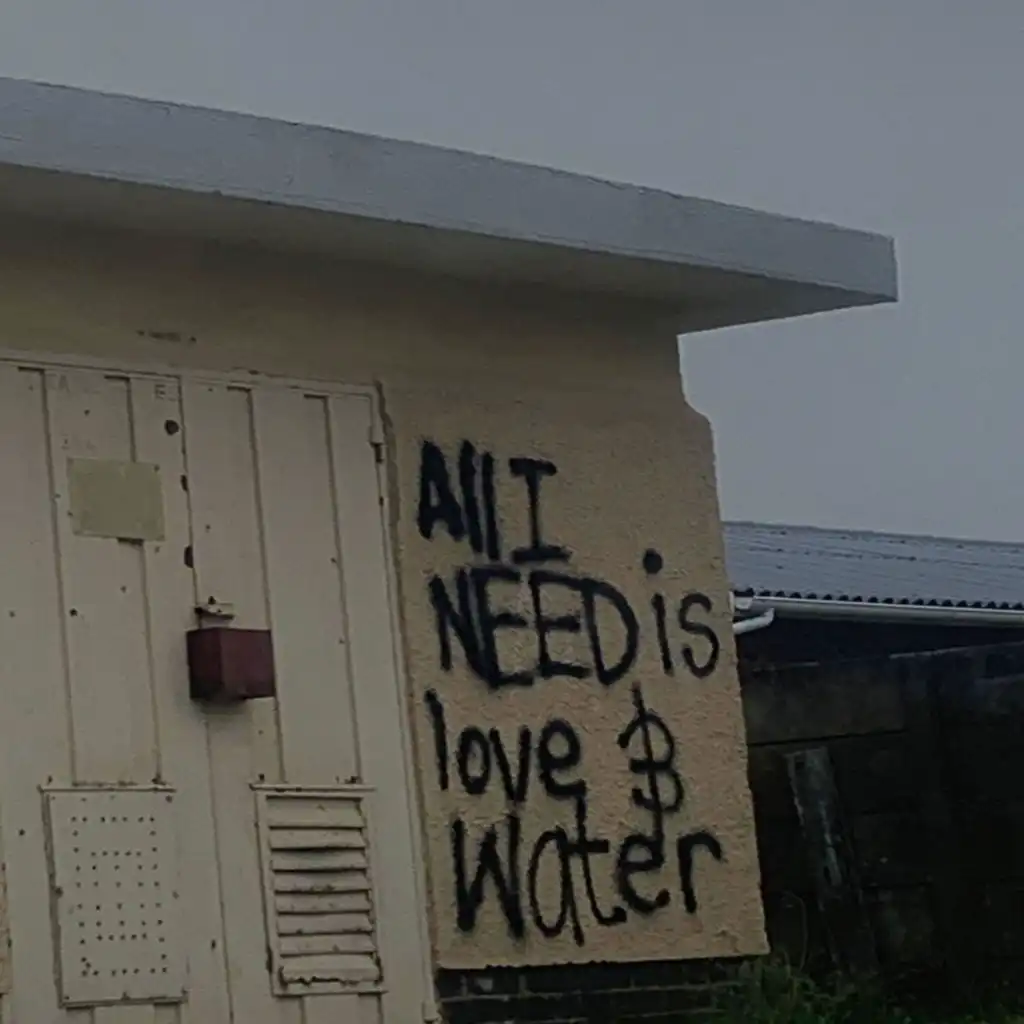 All I
NEED is
love &
Water